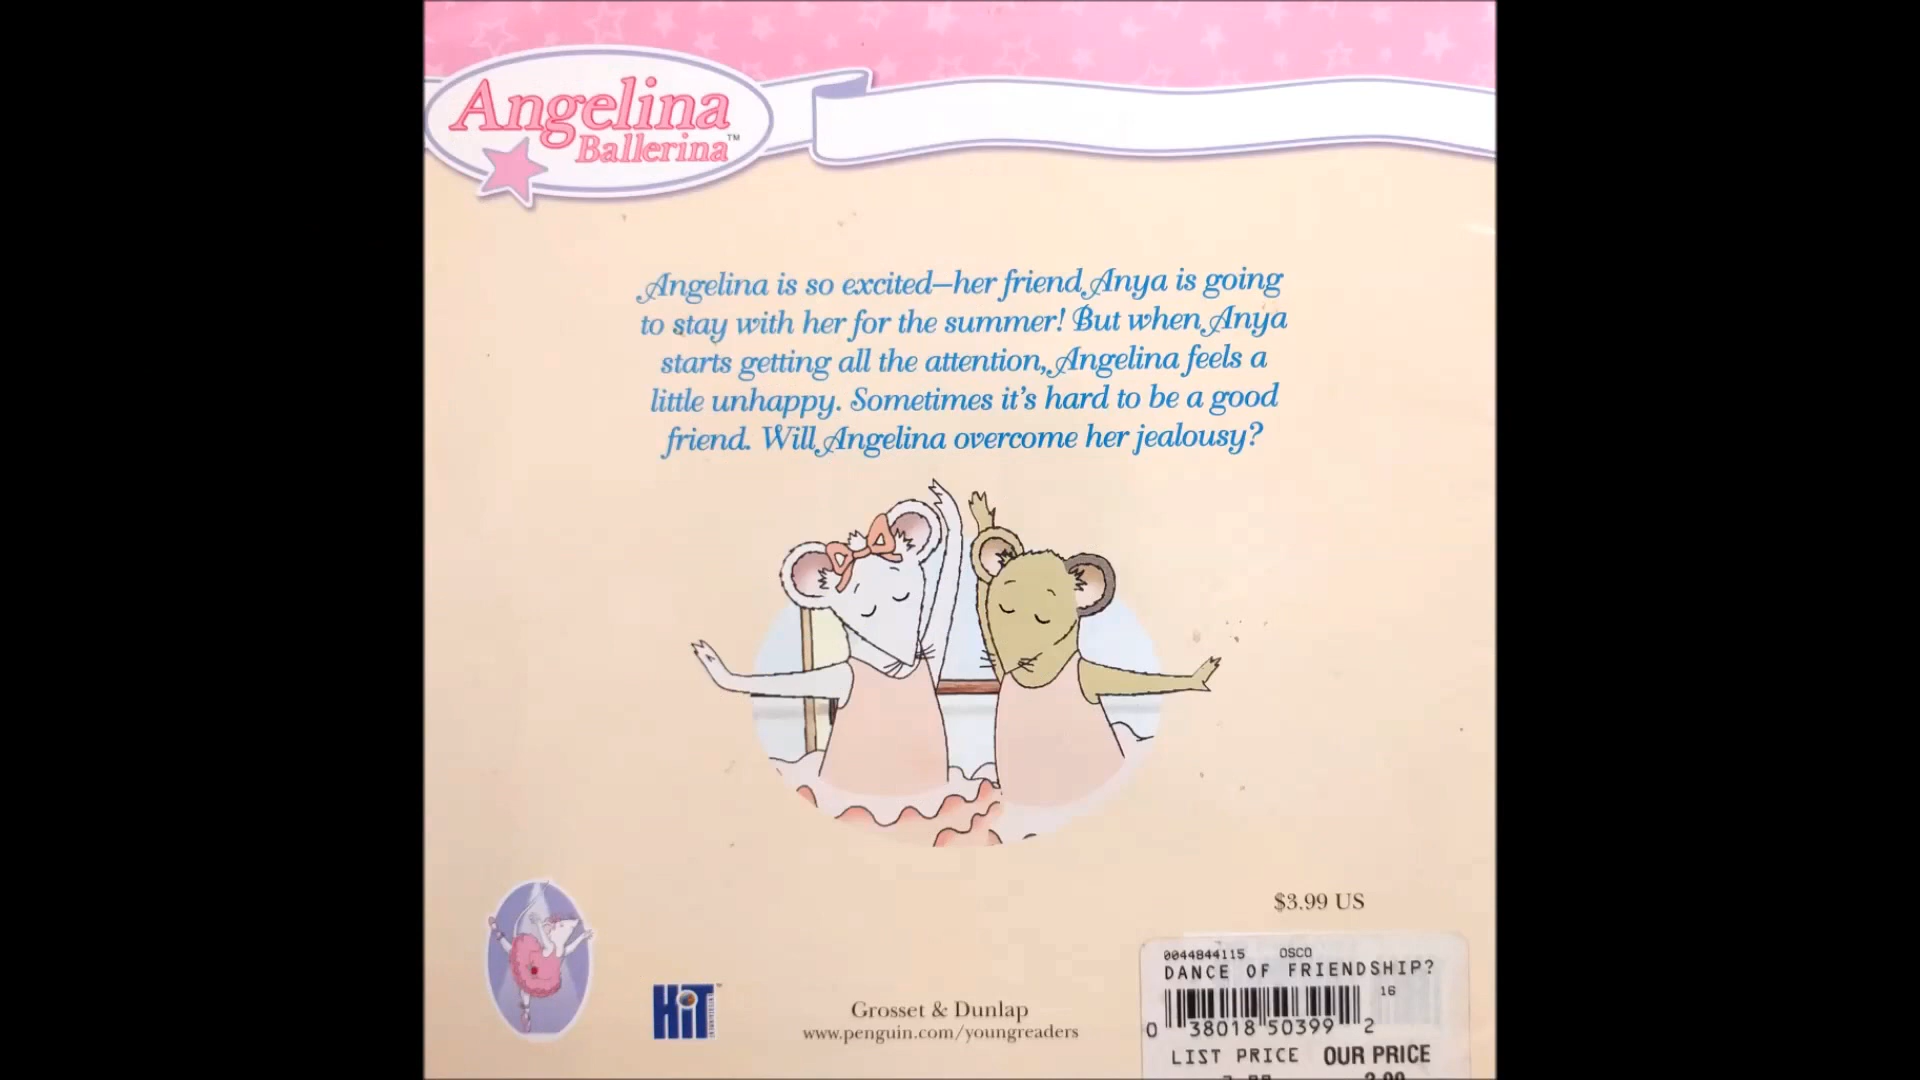 Angelina
Ballerina™
Angelina is so excited—her friend Anya is going
to stay with her for the summer! But when Anya
starts getting all the attention, Angelina feels a
little unhappy. Sometimes it's hard to be a good
friend. Will Angelina overcome her jealousy?
$3.99 US
0044844115 OSCO
DANCE OF FRIENDSHIP?
16
0 38018 50399 2
LIST PRICE OUR PRICE
HiT
Grosset & Dunlap
www.penguin.com/youngreaders